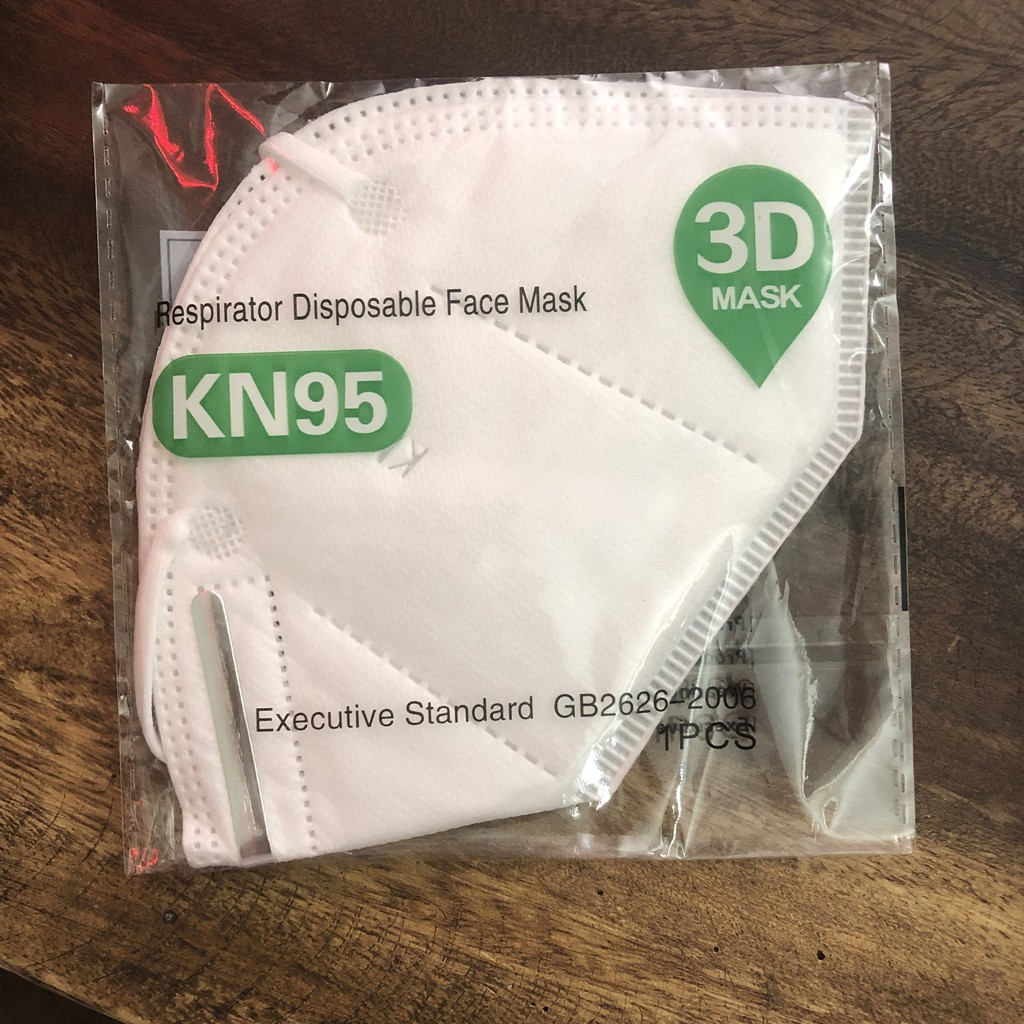 3D
MASK
Respirator Disposable Face Mask
KN95
Executive Standard GB2626-2006
1PCS